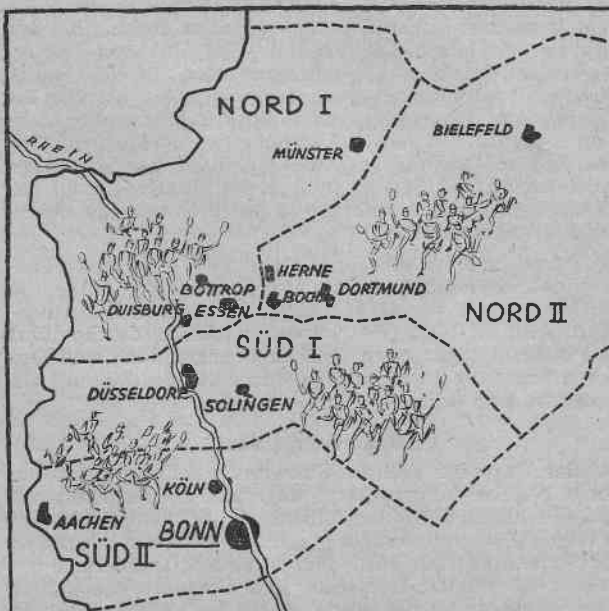 NORD I
RHEIN
BIELEFELD
MÜNSTER
HERNE
BOTTROP
DORTMUND
DUISBURG
ESSEN
NORD II
SÜD I
DÜSSELDORF
SOLINGEN
KÖLN
AACHEN
BONN
SÜD II